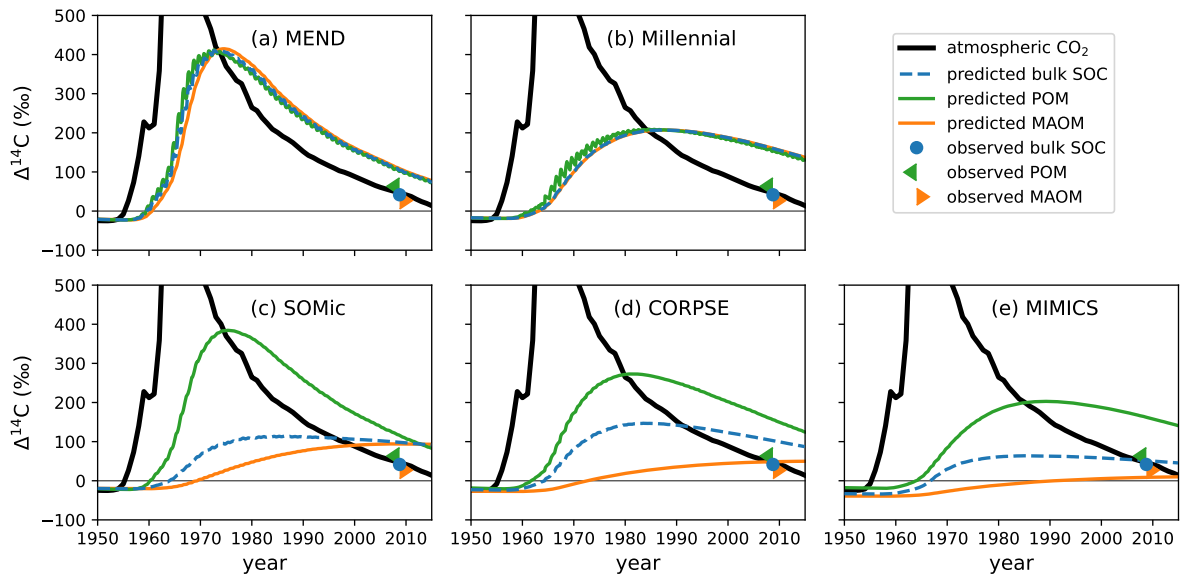 (a) MEND
(b) Millennial
atmospheric CO₂
predicted bulk SOC
predicted POM
predicted MAOM
observed bulk SOC
observed POM
observed MAOM
Δ¹⁴C (‰)
500
400
300
200
100
0
−100
(c) SOMic
(d) CORPSE
(e) MIMICS
Δ¹⁴C (‰)
500
400
300
200
100
0
−100
1950 1960 1970 1980 1990 2000 2010
1950 1960 1970 1980 1990 2000 2010
1950 1960 1970 1980 1990 2000 2010
year
year
year